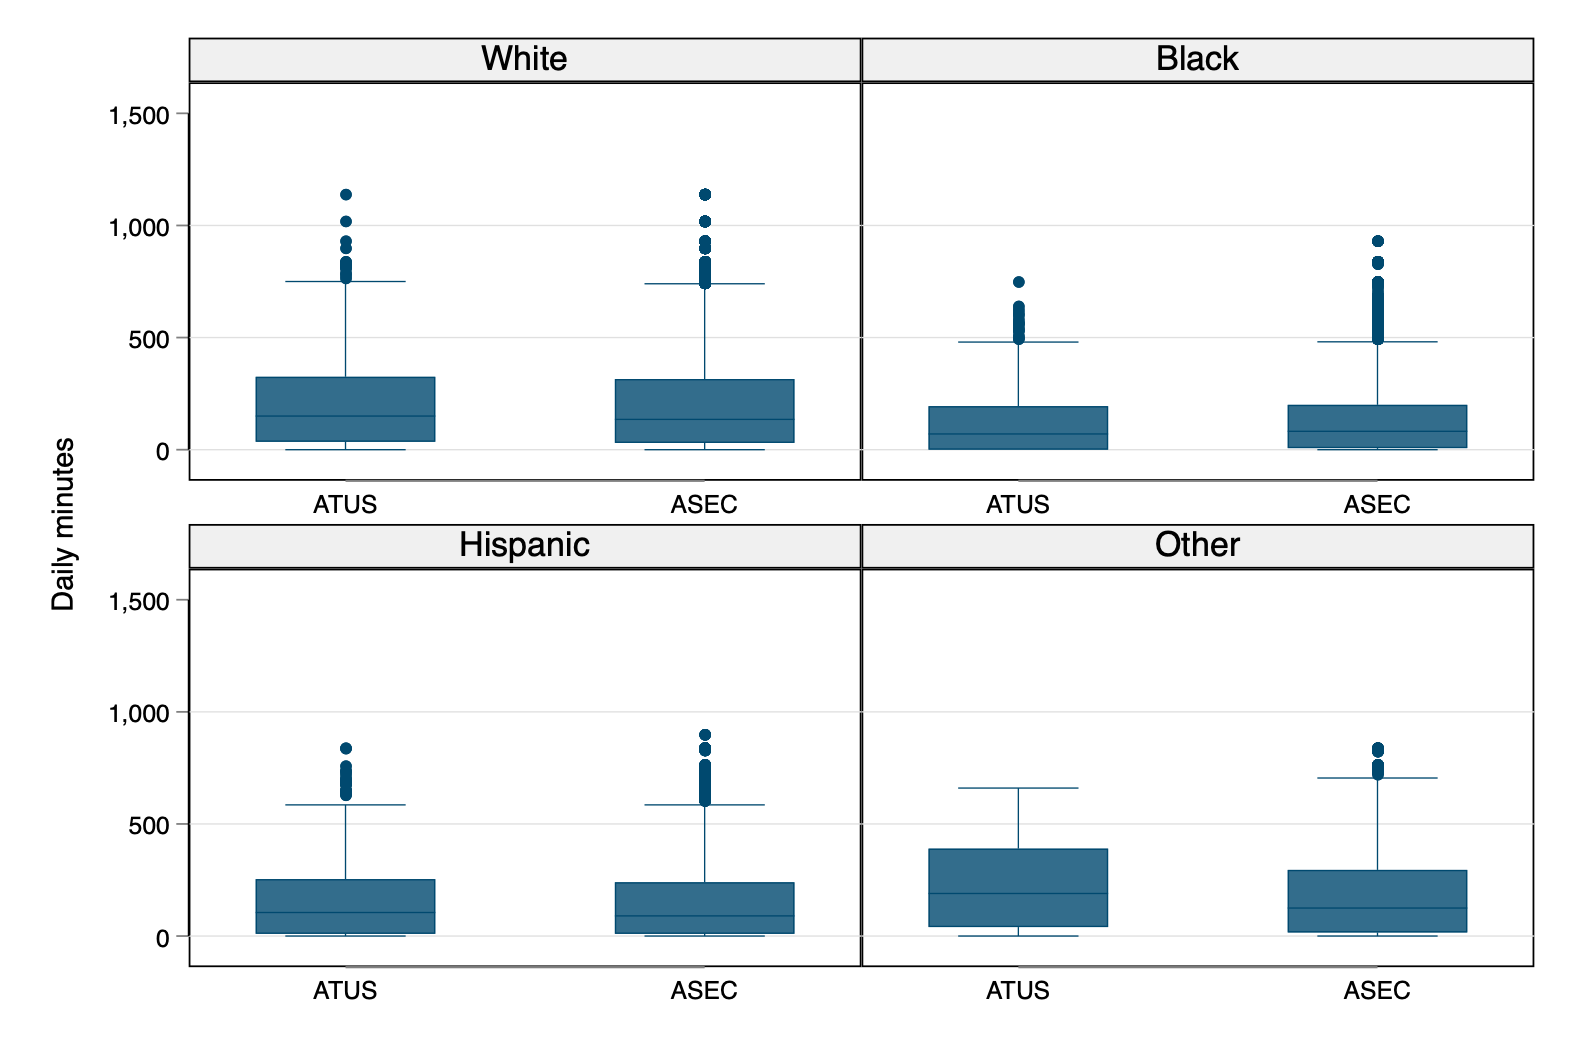 White
Black
1,500
1,000
500
0
ATUS
ASEC
ATUS
ASEC
Daily minutes
Hispanic
Other
1,500
1,000
500
0
ATUS
ASEC
ATUS
ASEC